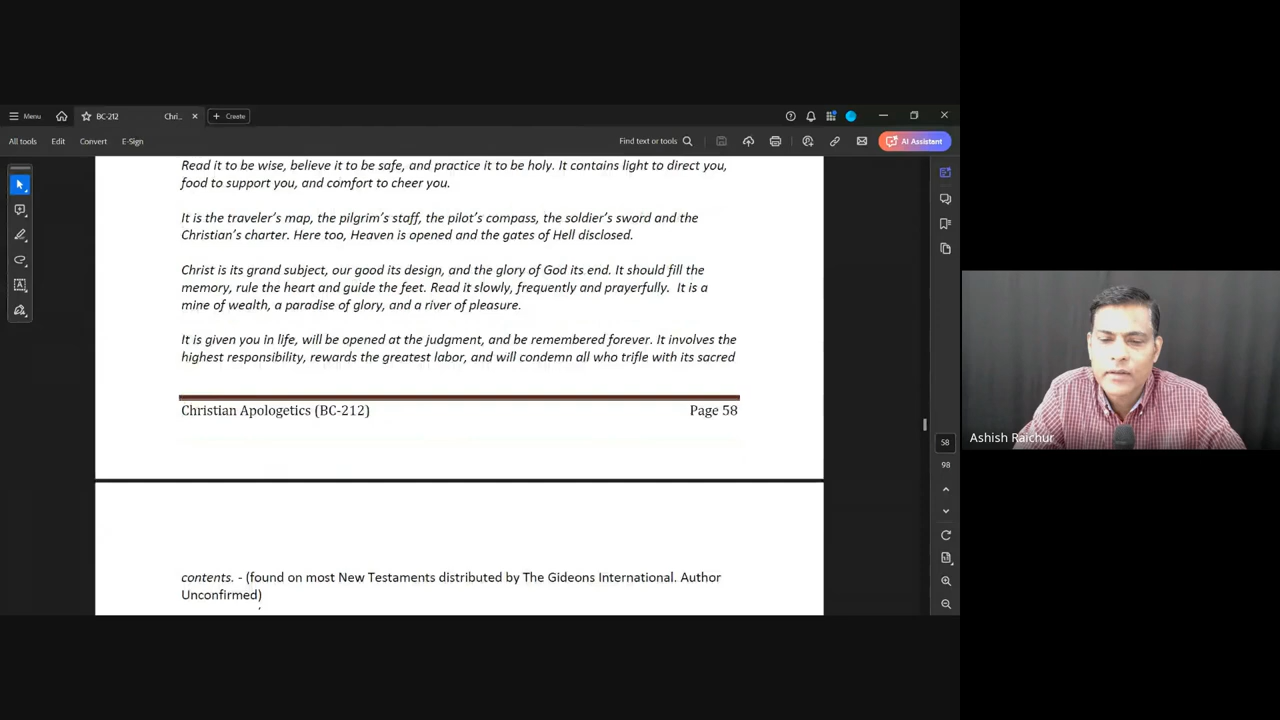 Menu
BC-212
Chri...
Create
All tools
Edit
Convert
E-Sign
Find text or tools
AI Assistant
Read it to be wise, believe it to be safe, and practice it to be holy. It contains light to direct you,
food to support you, and comfort to cheer you.
It is the traveler's map, the pilgrim's staff, the pilot's compass, the soldier's sword and the
Christian's charter. Here too, Heaven is opened and the gates of Hell disclosed.
Christ is its grand subject, our good its design, and the glory of God its end. It should fill the
memory, rule the heart and guide the feet. Read it slowly, frequently and prayerfully. It is a
mine of wealth, a paradise of glory, and a river of pleasure.
It is given you in life, will be opened at the judgment, and be remembered forever. It involves the
highest responsibility, rewards the greatest labor, and will condemn all who trifle with its sacred
Christian Apologetics (BC-212)
Page 58
contents. - (found on most New Testaments distributed by The Gideons International. Author
Unconfirmed)
58
98
Ashish Raichur